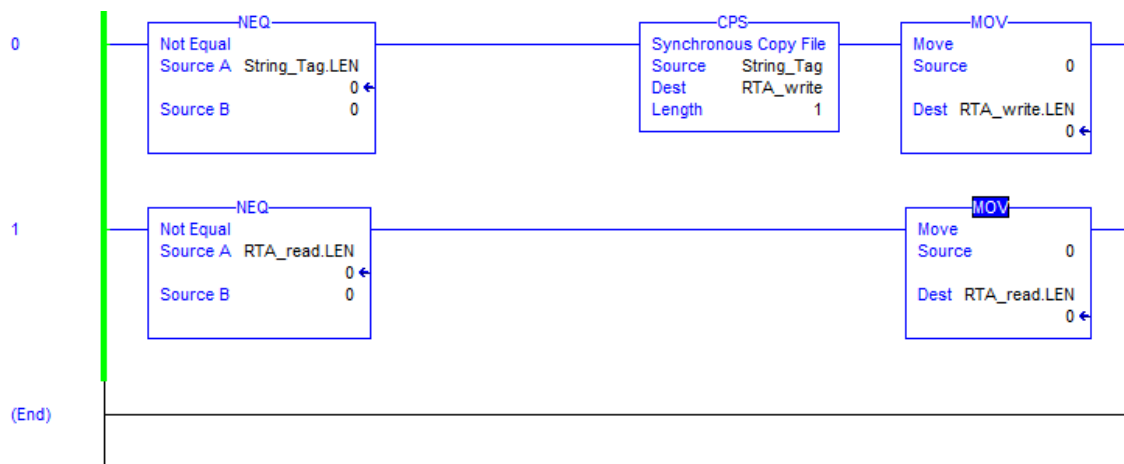 NEQ CPS MOV
0 Not Equal Synchronous Copy File Move
Source A String_Tag.LEN Source String_Tag Source 0
0 Dest RTA_write
Source B 0 Length 1 Dest RTA_write.LEN
0
NEQ MOV
1 Not Equal Move
Source A RTA_read.LEN Source 0
0
Source B 0 Dest RTA_read.LEN
0
(End)